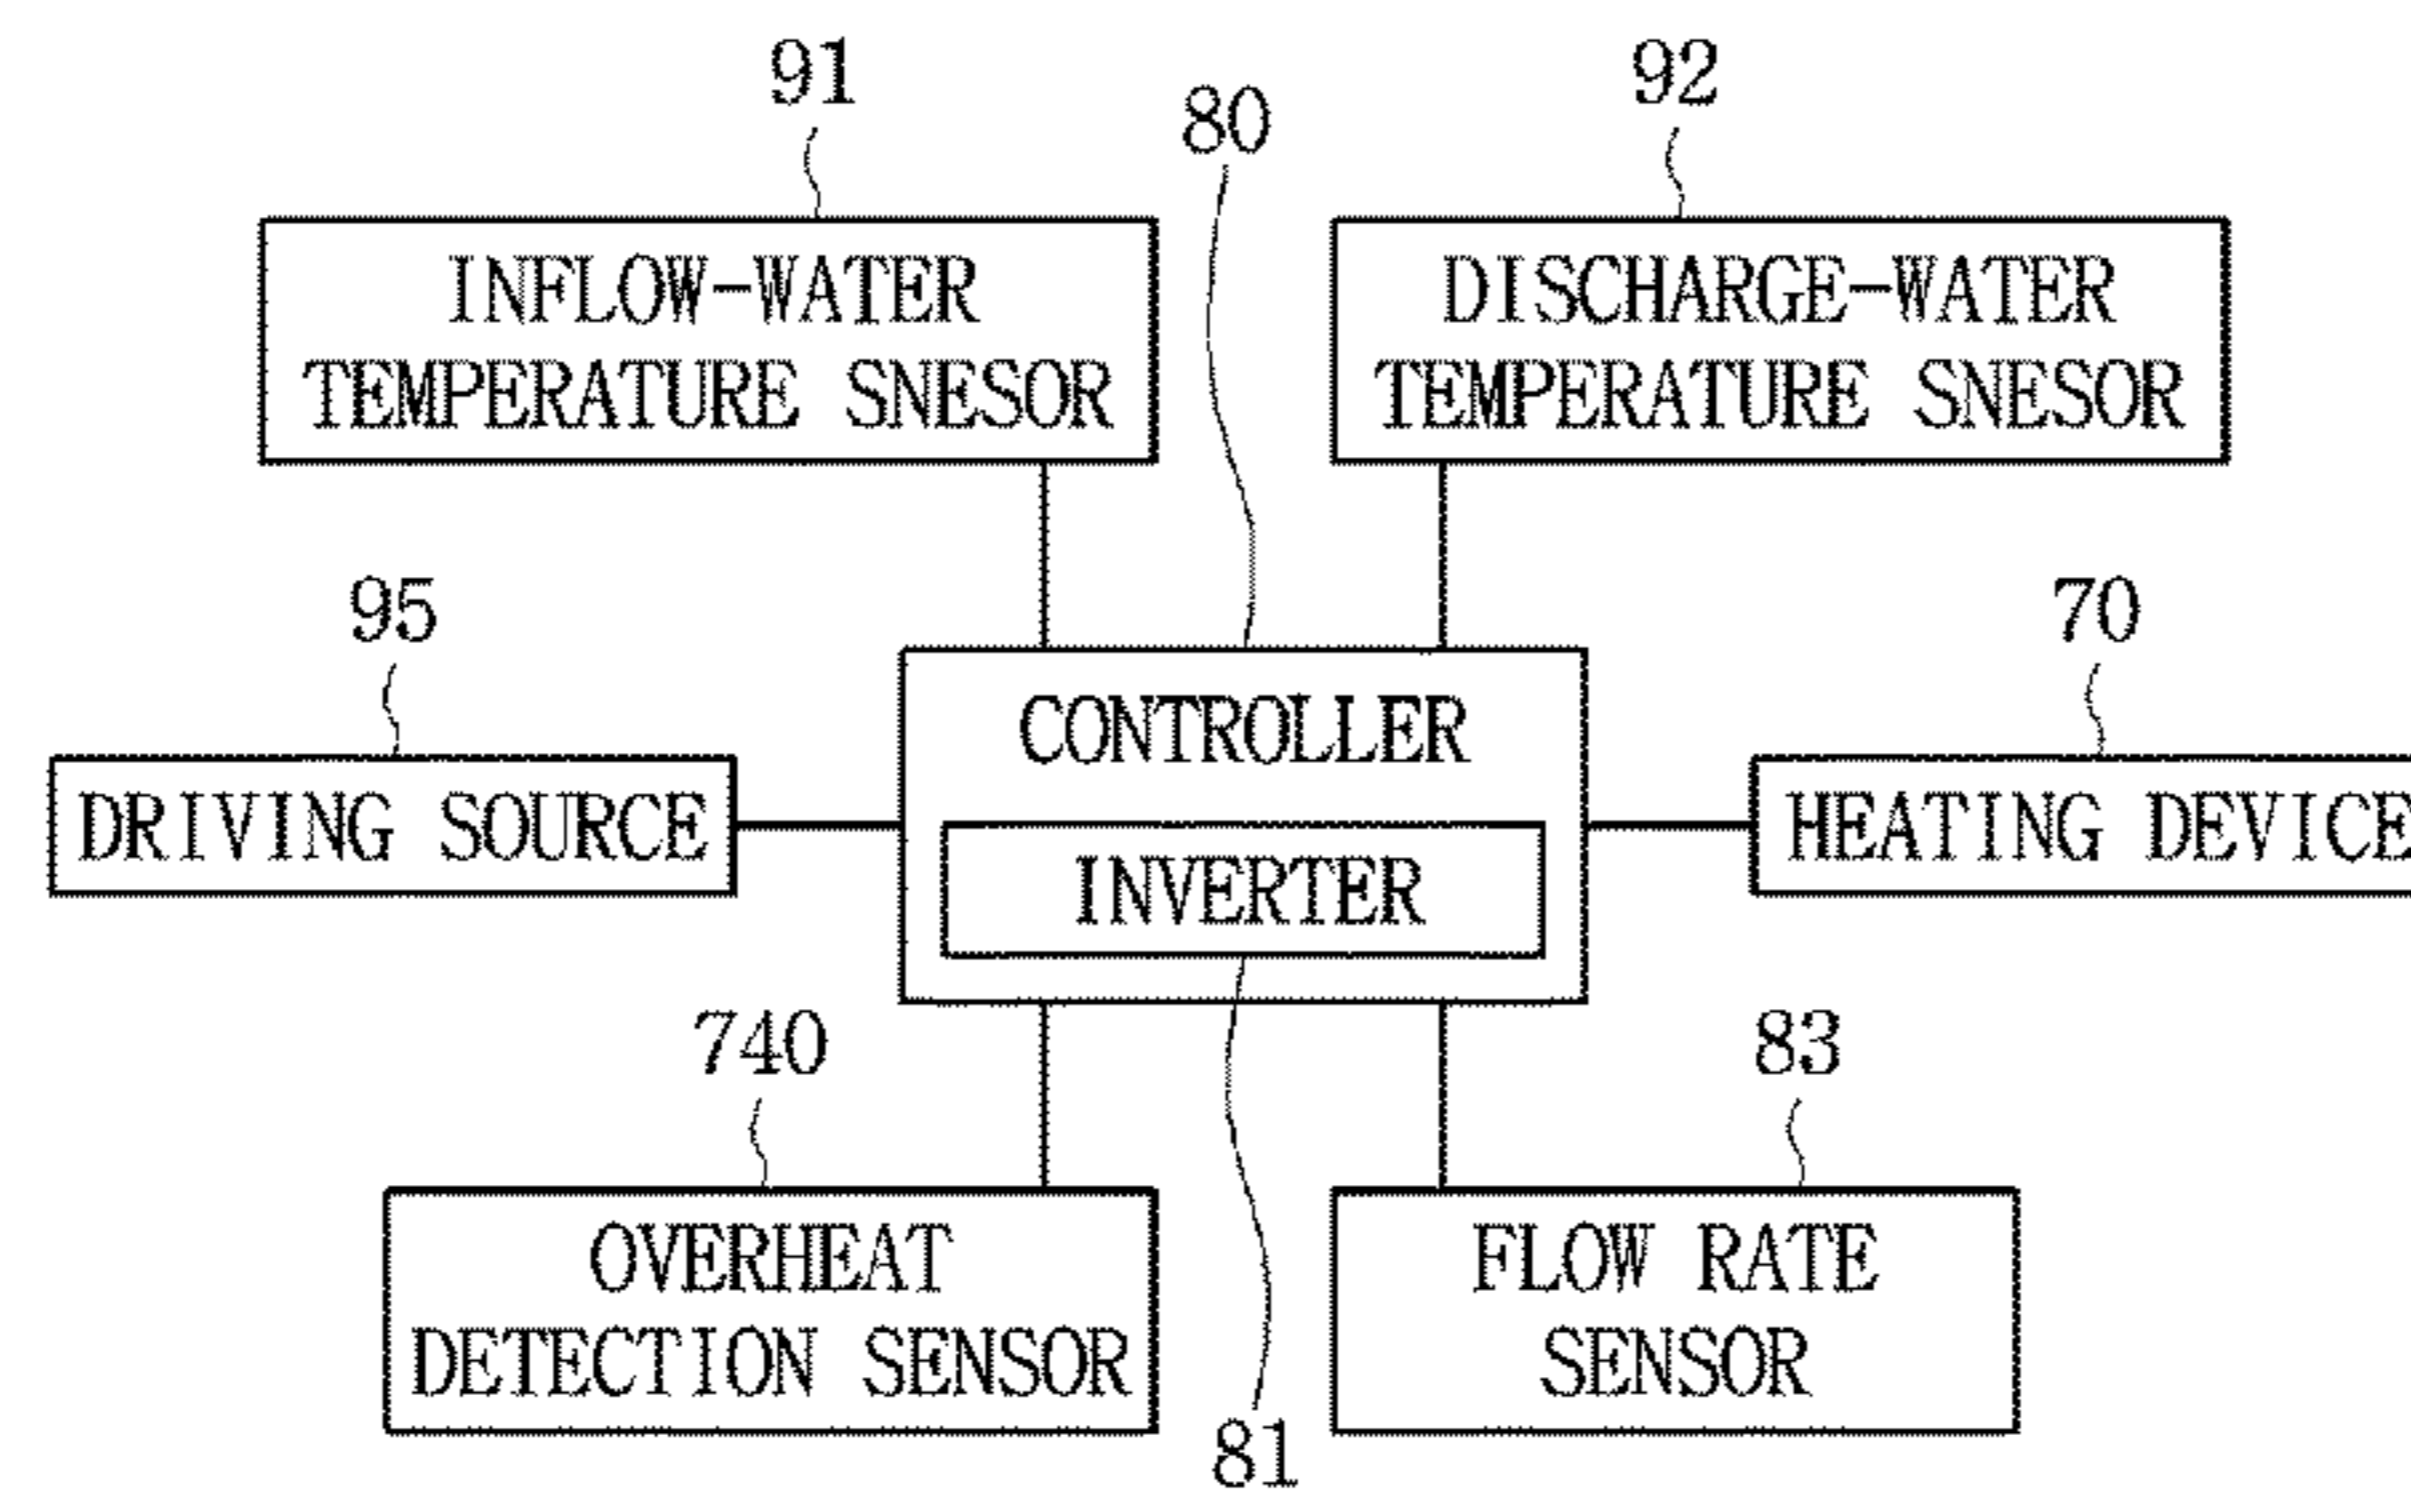 91
92
80
INFLOW-WATER
TEMPERATURE SNESOR
DISCHARGE-WATER
TEMPERATURE SNESOR
95
70
CONTROLLER
DRIVING SOURCE
HEATING DEVICE
INVERTER
740
83
OVERHEAT
DETECTION SENSOR
FLOW RATE
SENSOR
81